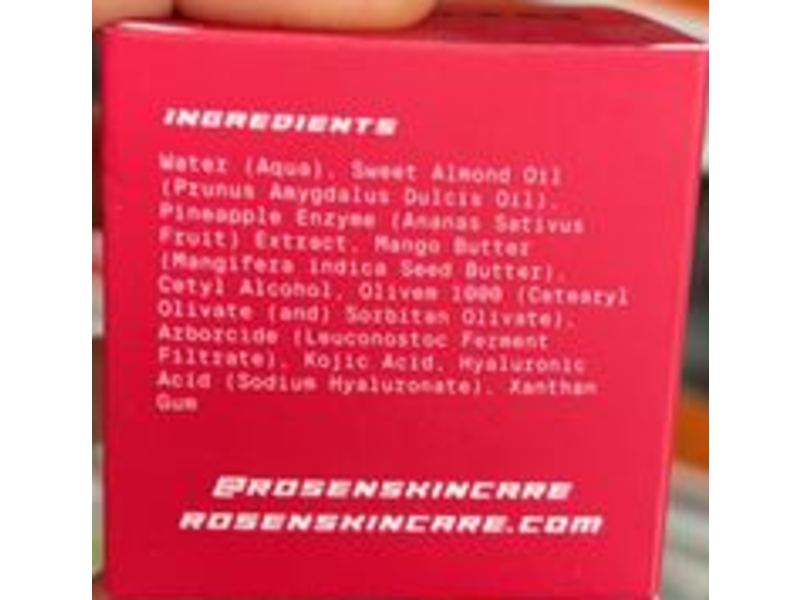 INGREDIENTS
Water (Aqua), Sweet Almond Oil
(Prunus Amygdalus Dulcis Oil),
Pineapple Enzyme (Ananas Sativus
Fruit) Extract, Mango Butter
(Mangifera Indica Seed Butter),
Cetyl Alcohol, Olivem 1000 (Cetearyl
Olivate (and) Sorbitan Olivate),
Arborcide (Leuconostoc Ferment
Filtrate), Kojic Acid, Hyaluronic
Acid (Sodium Hyaluronate), Xanthan
Gum
@ROSENSKINCARE
ROSENSKINCARE.COM